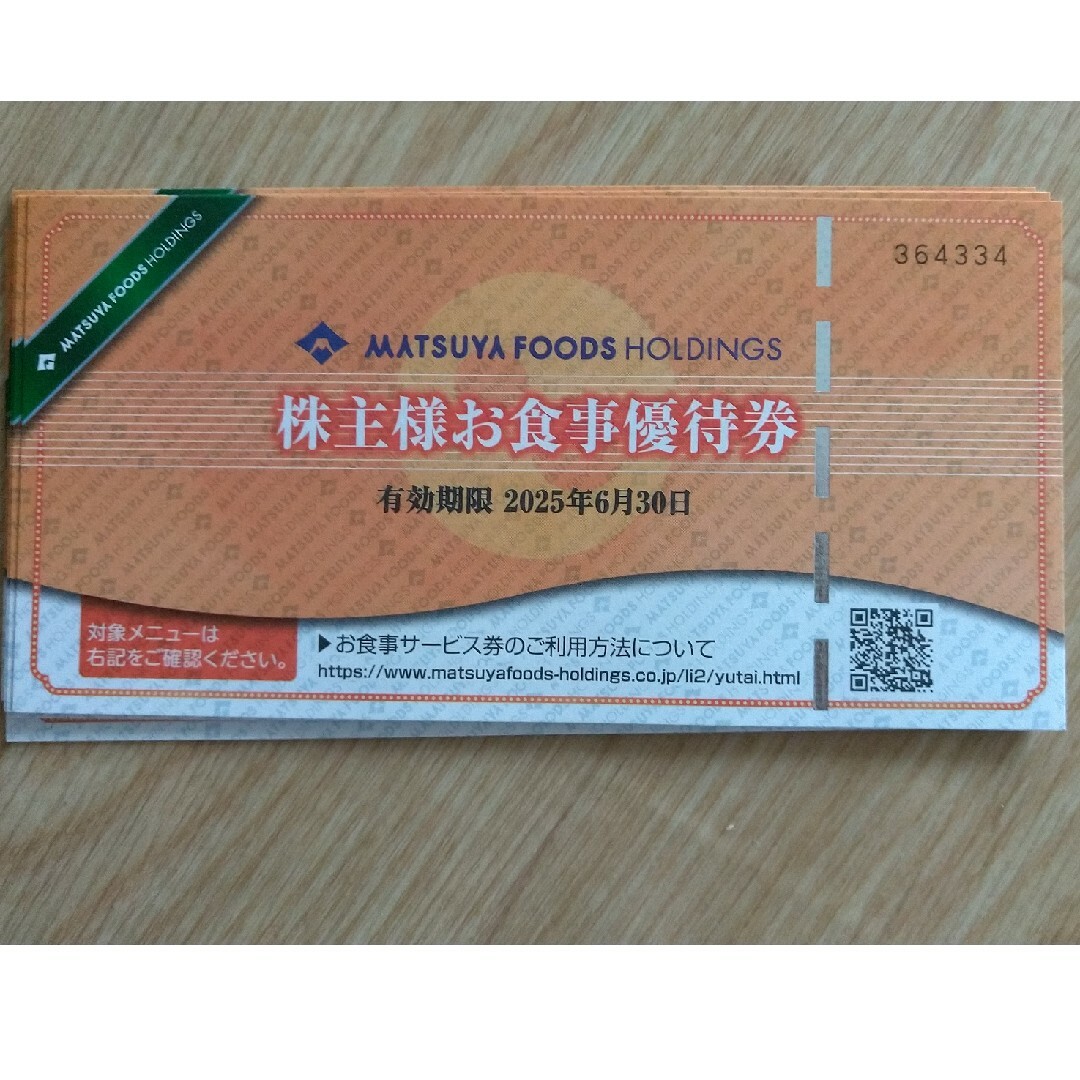 MATSUYA FOODS HOLDINGS
364334
MATSUYA FOODS HOLDINGS
株主様お食事優待券
有効期限 2025年6月30日
対象メニューは
右記をご確認ください。
▶お食事サービス券のご利用方法について
https://www.matsuyafoods-holdings.co.jp/li2/yutai.html